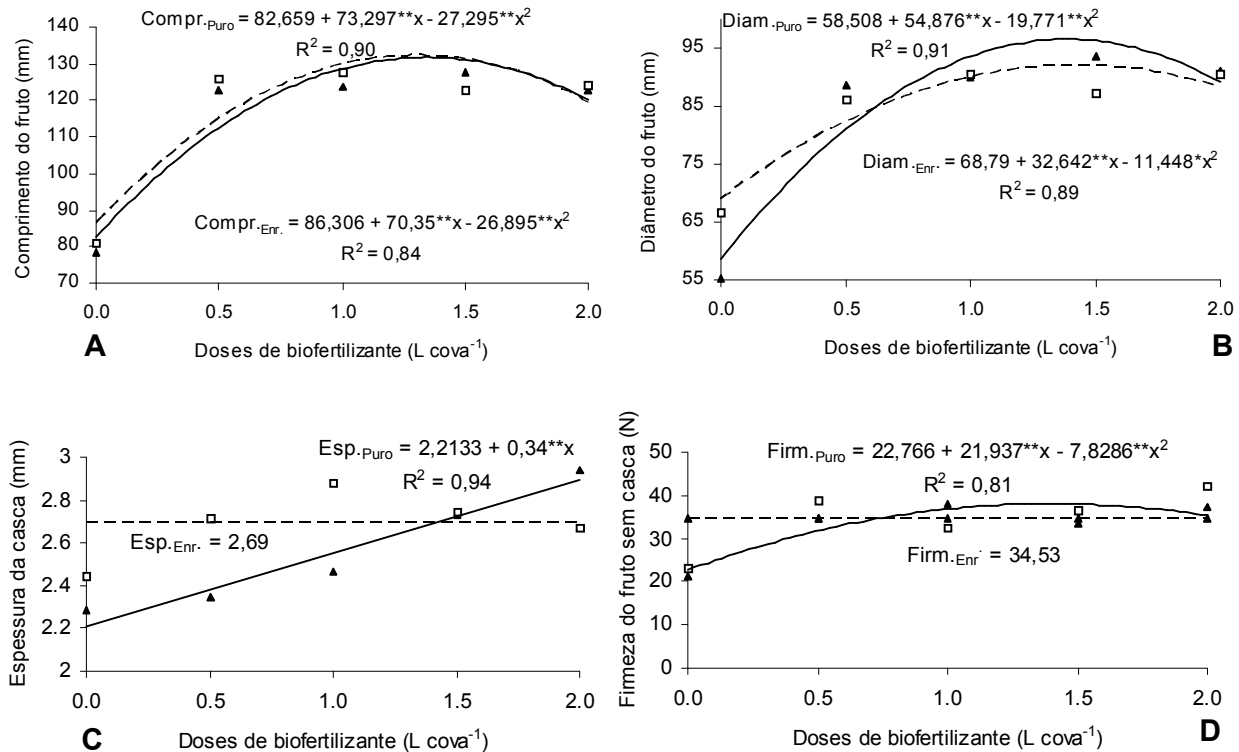 Compr.Puro = 82,659 + 73,297**x - 27,295**x²
R² = 0,90
Comprimento do fruto (mm)
140
130
120
110
100
90
80
70
Compr.Enr. = 86,306 + 70,35**x - 26,895**x²
R² = 0,84
0.0 0.5 1.0 1.5 2.0
A
Doses de biofertilizante (L cova⁻¹)
Diam.Puro = 58,508 + 54,876**x - 19,771**x²
R² = 0,91
Diâmetro do fruto (mm)
95
85
75
65
55
Diam.Enr. = 68,79 + 32,642**x - 11,448*x²
R² = 0,89
0.0 0.5 1.0 1.5 2.0
Doses de biofertilizante (L cova⁻¹)
B
Espessura da casca (mm)
3
2.8
2.6
2.4
2.2
2
Esp.Puro = 2,2133 + 0,34**x
R² = 0,94
Esp.Enr. = 2,69
0.0 0.5 1.0 1.5 2.0
C
Doses de biofertilizante (L cova⁻¹)
Firmeza do fruto sem casca (N)
50
40
30
20
10
0
Firm.Puro = 22,766 + 21,937**x - 7,8286**x²
R² = 0,81
Firm.Enr. = 34,53
0.0 0.5 1.0 1.5 2.0
Doses de biofertilizante (L cova⁻¹)
D